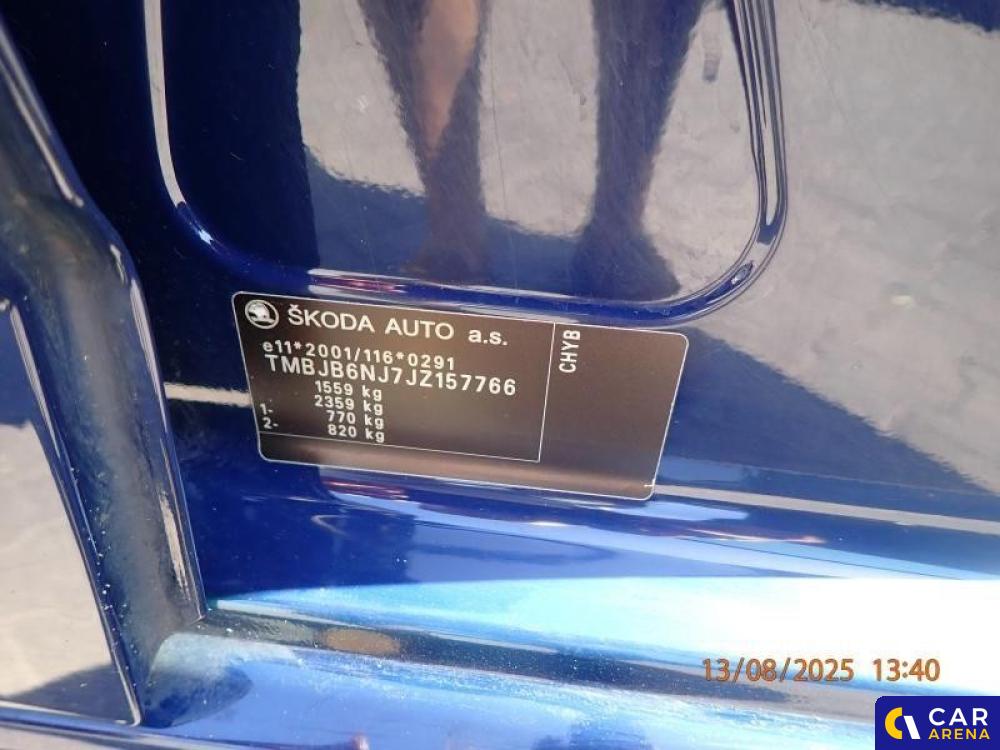 ŠKODA AUTO a.s.
CHYB
e11*2001/116*0291
TMBJB6NJ7JZ157766
1559 kg
2359 kg
1- 770 kg
2- 820 kg
13/08/2025 13:40
CAR
ARENA